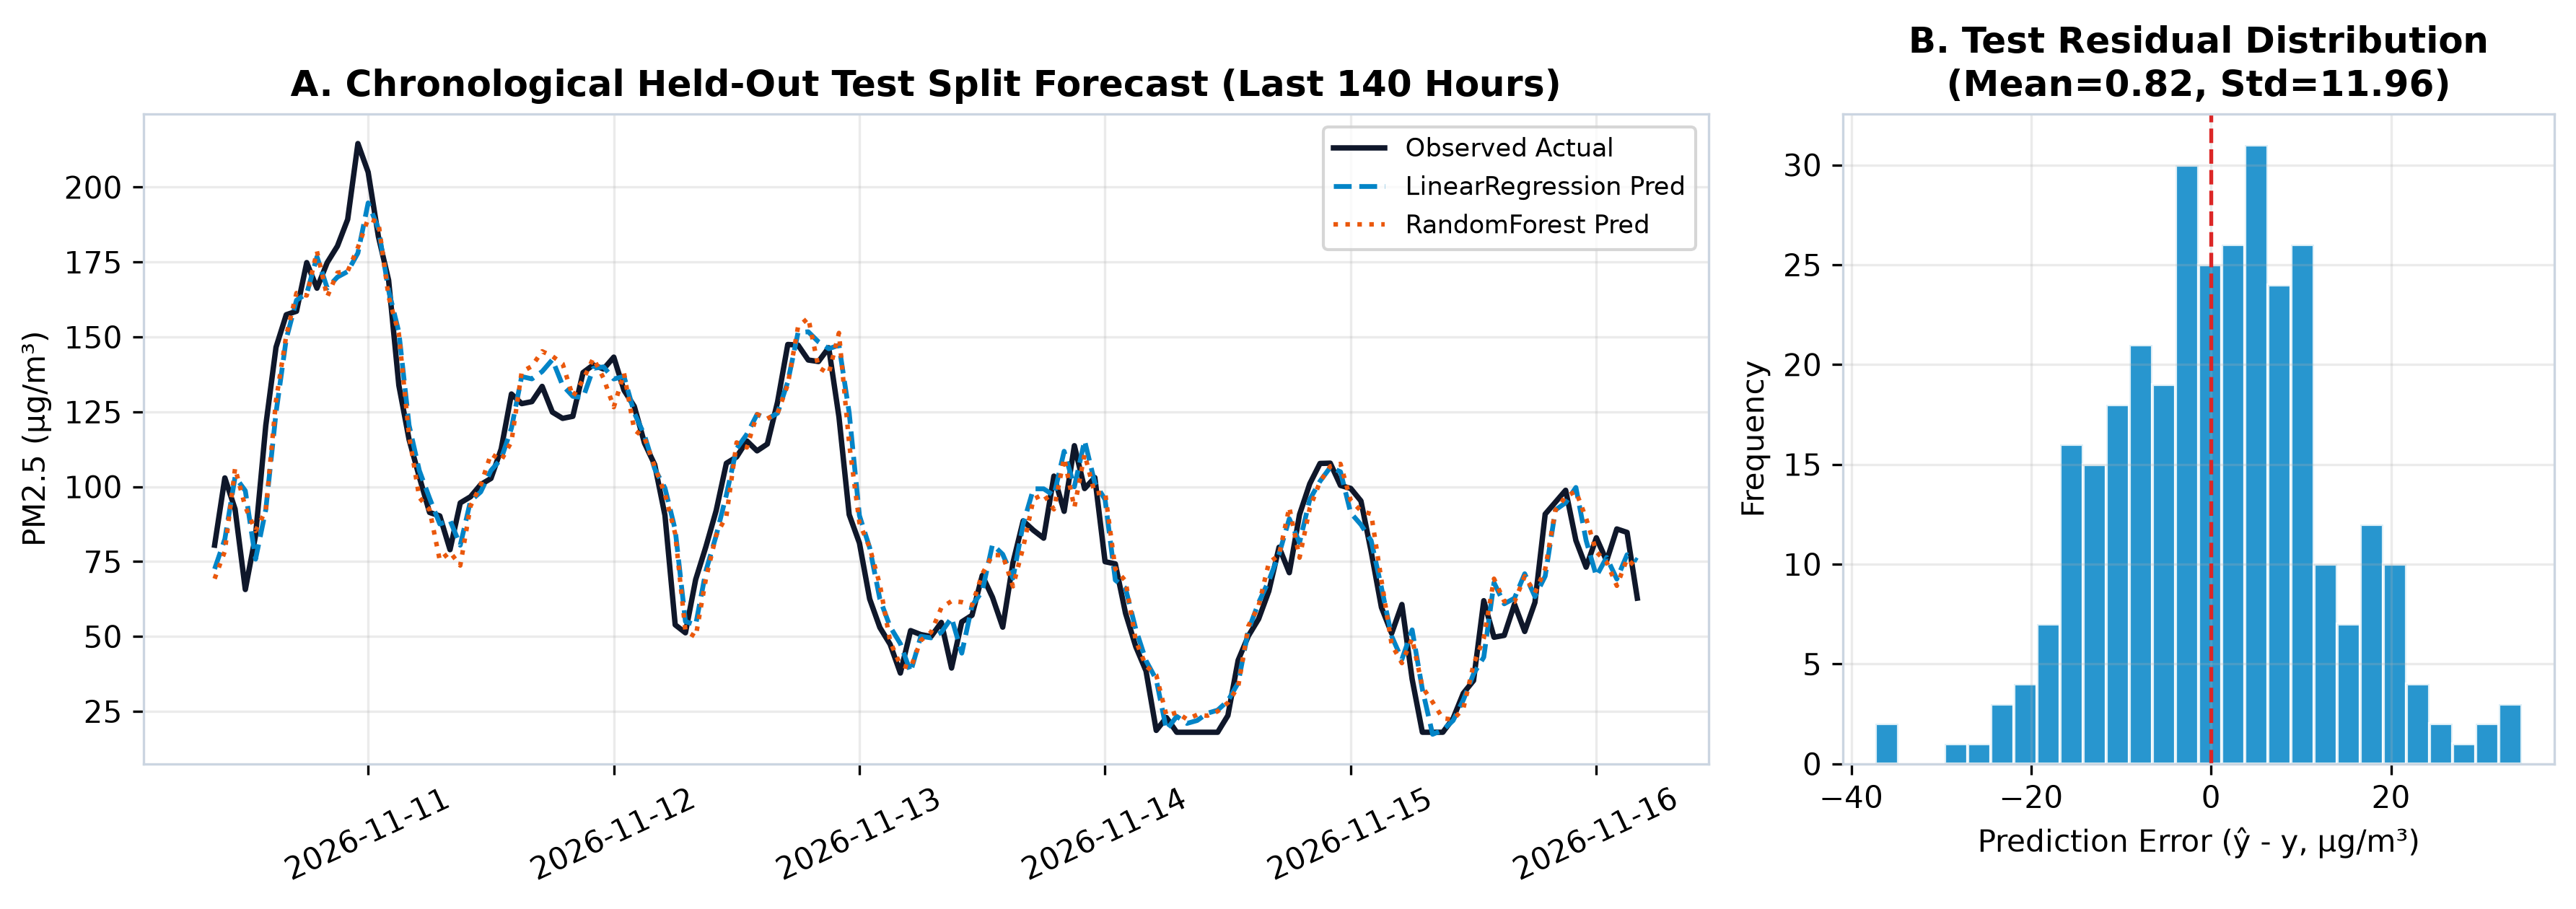 A. Chronological Held-Out Test Split Forecast (Last 140 Hours)
PM2.5 (µg/m³)
200
175
150
125
100
75
50
25
Observed Actual
LinearRegression Pred
RandomForest Pred
2026-11-11
2026-11-12
2026-11-13
2026-11-14
2026-11-15
2026-11-16
B. Test Residual Distribution
(Mean=0.82, Std=11.96)
Frequency
30
25
20
15
10
5
0
−40
−20
0
20
Prediction Error (ŷ - y, µg/m³)